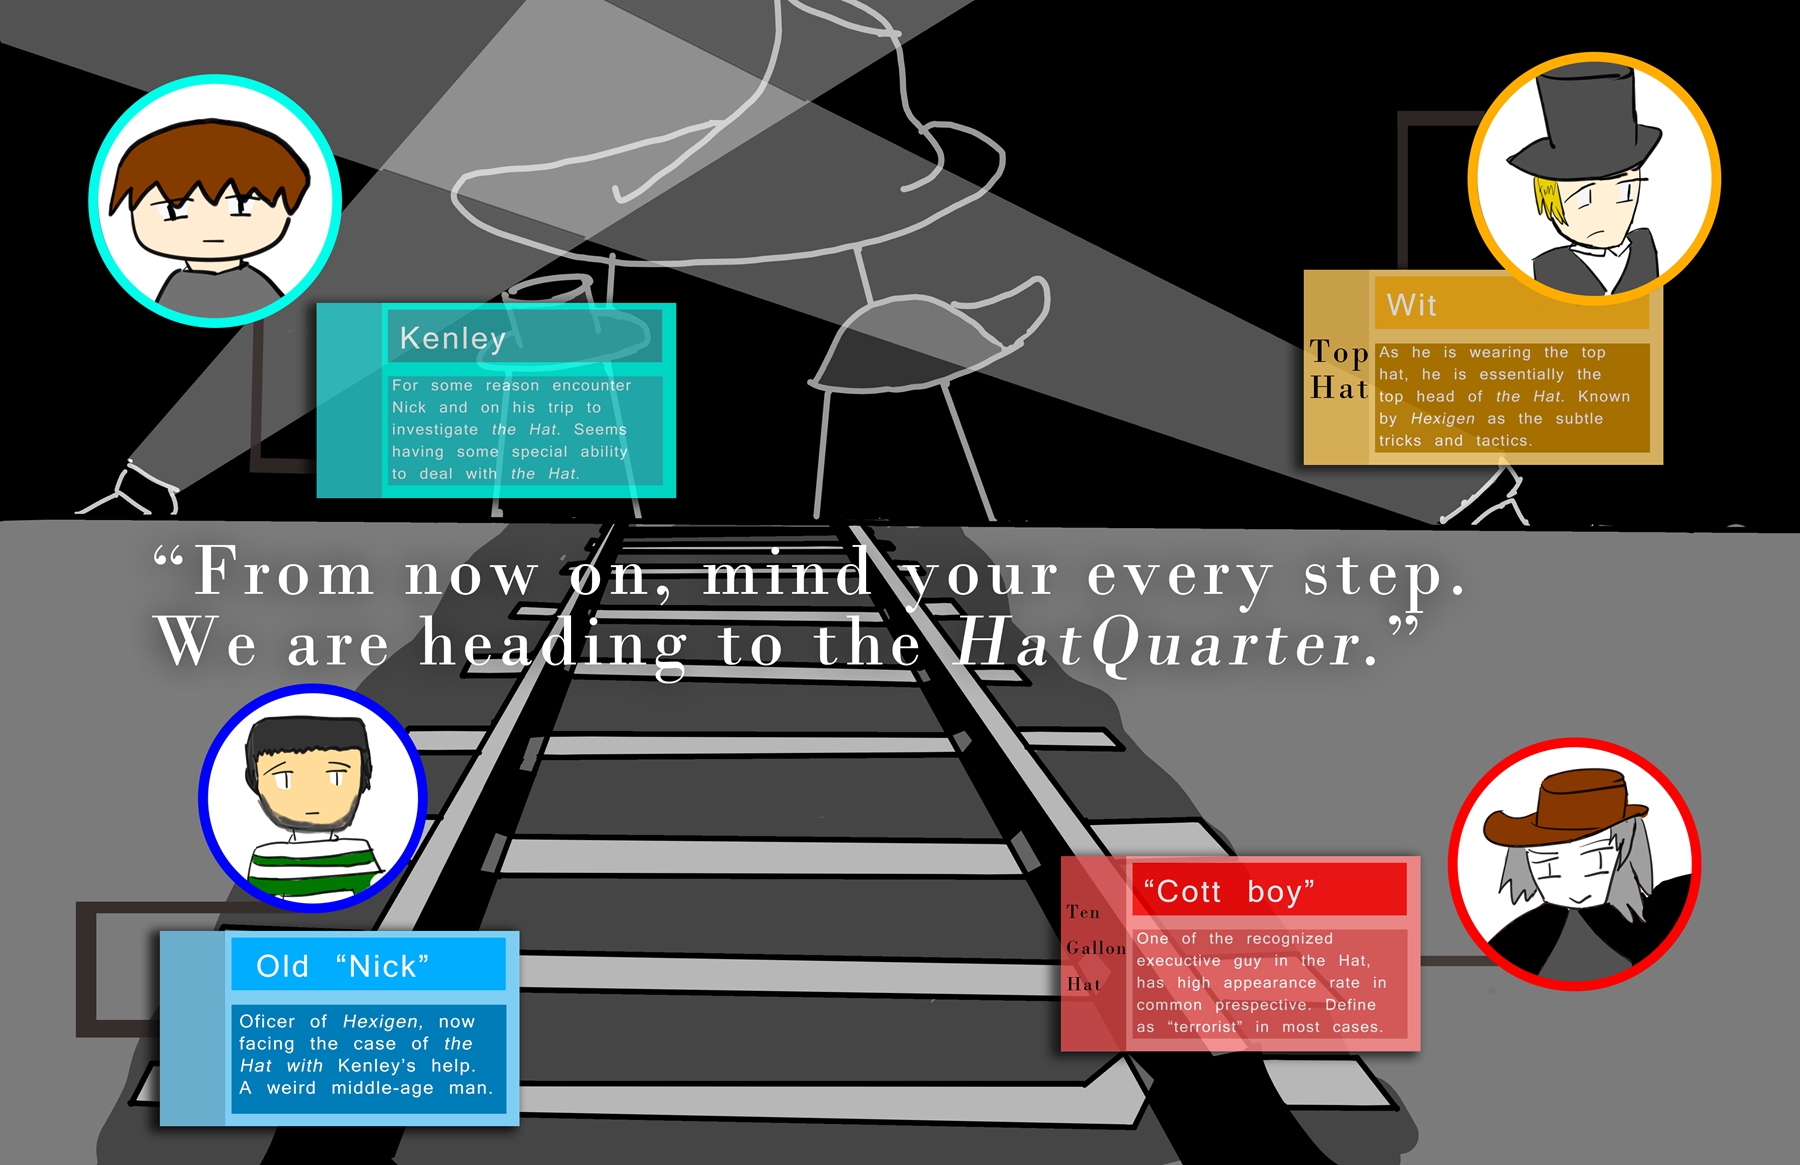 Kenley
For some reason encounter
Nick and on his trip to
investigate the Hat. Seems
having some special ability
to deal with the Hat.
Top
Hat
Wit
As he is wearing the top
hat, he is essentially the
top head of the Hat. Known
by Hexigen as the subtle
tricks and tactics.
“From now on, mind your every step.
We are heading to the HatQuarter.”
Old “Nick”
Oficer of Hexigen, now
facing the case of the
Hat with Kenley’s help.
A weird middle-age man.
Ten
Gallon
Hat
“Cott boy”
One of the recognized
execuctive guy in the Hat,
has high appearance rate in
common prespective. Define
as “terrorist” in most cases.